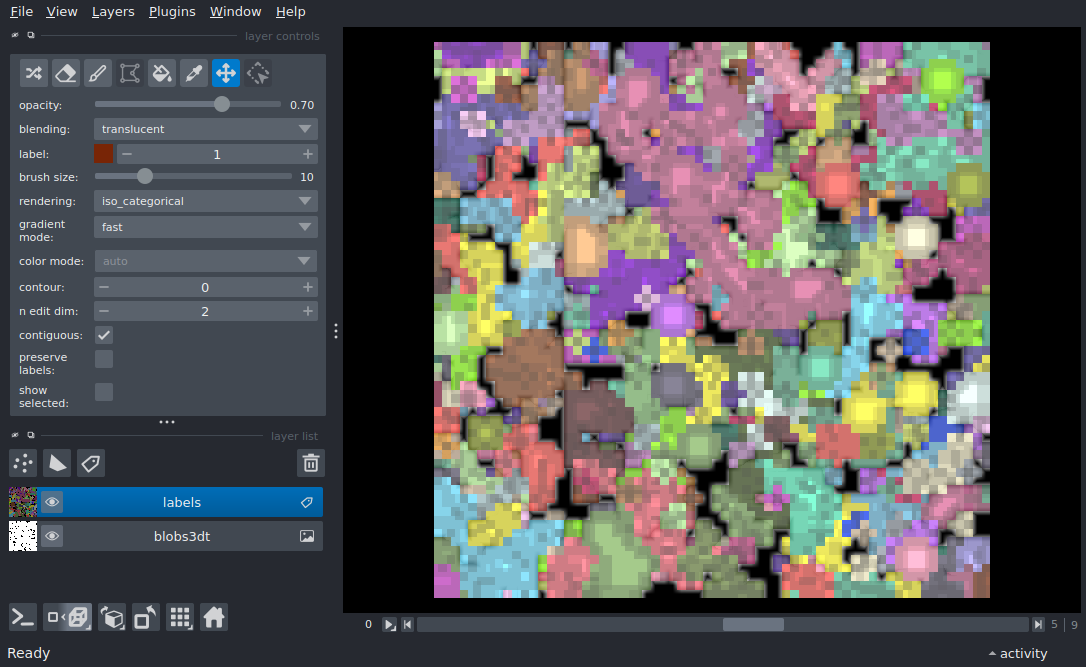 File View Layers Plugins Window Help
layer controls
opacity: 0.70
blending: translucent
label: 1
brush size: 10
rendering: iso_categorical
gradient
mode: fast
color mode: auto
contour: 0
n edit dim: 2
contiguous:
preserve
labels:
show
selected:
layer list
labels
blobs3dt
0 5 | 9
Ready activity